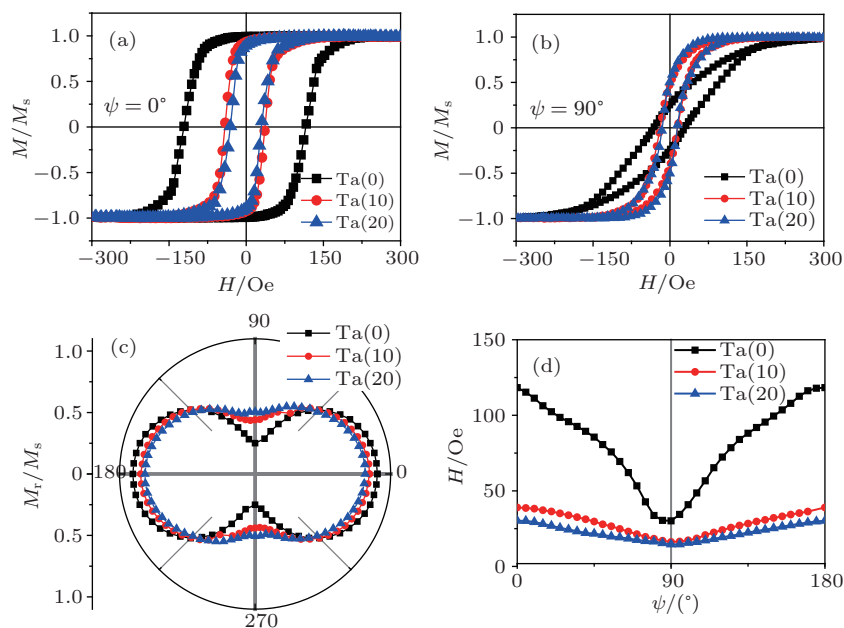 (a)
1.0
0.5
0
−0.5
−1.0
M/Ms
ψ = 0°
Ta(0)
Ta(10)
Ta(20)
−300
−150
0
150
300
H/Oe
(b)
1.0
0.5
0
−0.5
−1.0
M/Ms
ψ = 90°
Ta(0)
Ta(10)
Ta(20)
−300
−150
0
150
300
H/Oe
(c)
90
Ta(0)
Ta(10)
Ta(20)
1.0
0.5
0
0.5
1.0
Mr/Ms
180
0
270
(d)
150
100
50
0
H/Oe
Ta(0)
Ta(10)
Ta(20)
0
90
180
ψ/(°)